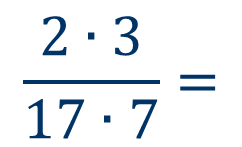 2 · 3
17 · 7 =